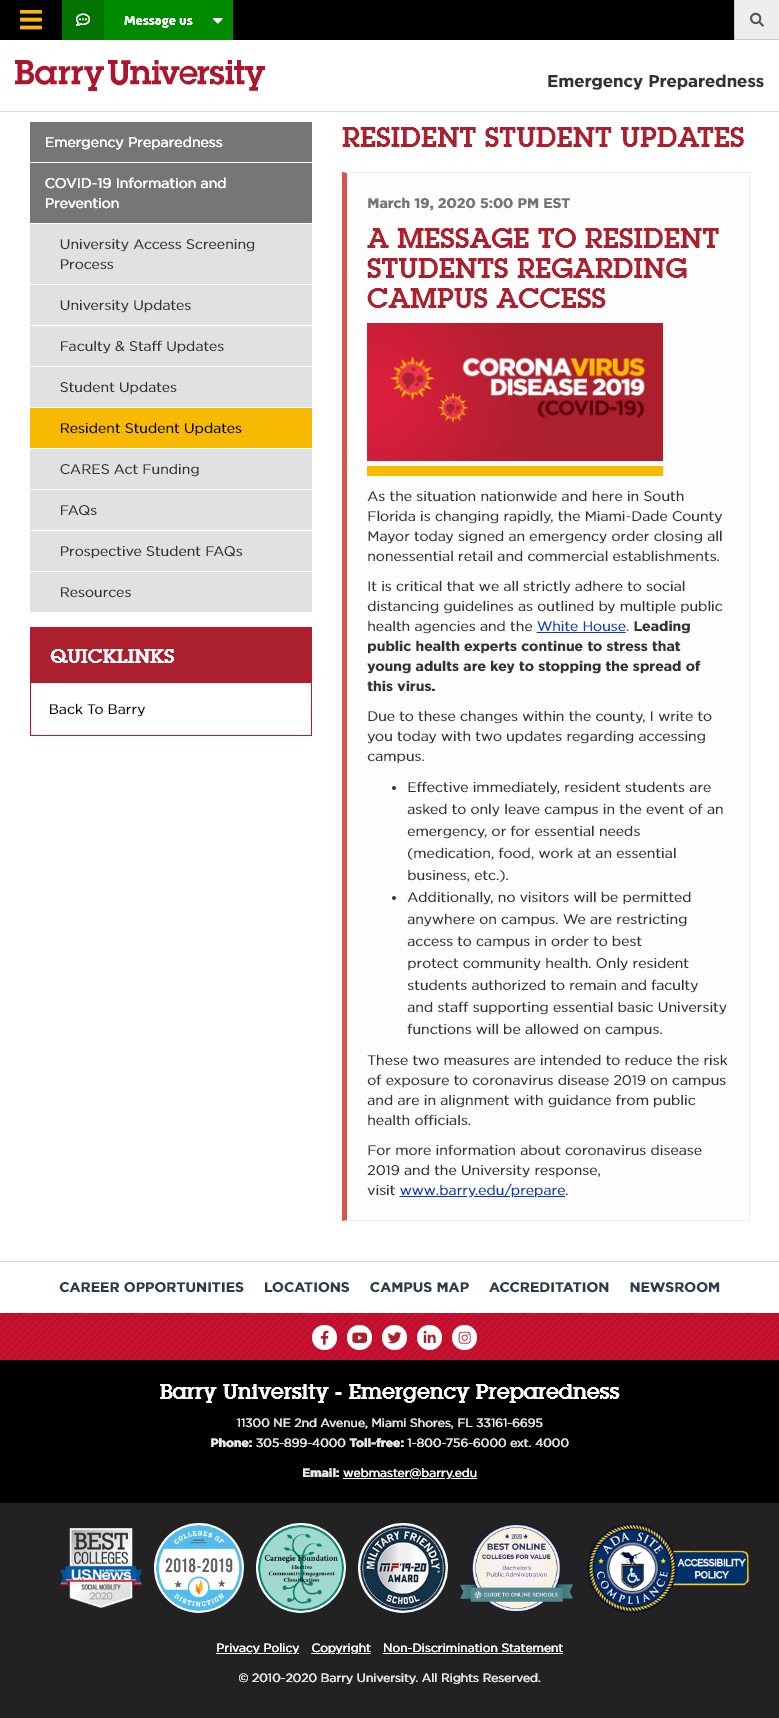 Message us
Barry University
Emergency Preparedness
Emergency Preparedness
COVID-19 Information and
Prevention
University Access Screening
Process
University Updates
Faculty & Staff Updates
Student Updates
Resident Student Updates
CARES Act Funding
FAQs
Prospective Student FAQs
Resources
QUICKLINKS
Back To Barry
RESIDENT STUDENT UPDATES
March 19, 2020 5:00 PM EST
A MESSAGE TO RESIDENT
STUDENTS REGARDING
CAMPUS ACCESS
CORONAVIRUS
DISEASE 2019
(COVID-19)
As the situation nationwide and here in South
Florida is changing rapidly, the Miami-Dade County
Mayor today signed an emergency order closing all
nonessential retail and commercial establishments.
It is critical that we all strictly adhere to social
distancing guidelines as outlined by multiple public
health agencies and the White House. Leading
public health experts continue to stress that
young adults are key to stopping the spread of
this virus.
Due to these changes within the county, I write to
you today with two updates regarding accessing
campus.
• Effective immediately, resident students are
asked to only leave campus in the event of an
emergency, or for essential needs
(medication, food, work at an essential
business, etc.).
• Additionally, no visitors will be permitted
anywhere on campus. We are restricting
access to campus in order to best
protect community health. Only resident
students authorized to remain and faculty
and staff supporting essential basic University
functions will be allowed on campus.
These two measures are intended to reduce the risk
of exposure to coronavirus disease 2019 on campus
and are in alignment with guidance from public
health officials.
For more information about coronavirus disease
2019 and the University response,
visit www.barry.edu/prepare.
CAREER OPPORTUNITIES LOCATIONS CAMPUS MAP ACCREDITATION NEWSROOM
Barry University - Emergency Preparedness
11300 NE 2nd Avenue, Miami Shores, FL 33161-6695
Phone: 305-899-4000 Toll-free: 1-800-756-6000 ext. 4000
Email: webmaster@barry.edu
BEST
COLLEGES
U.S.News
SOCIAL MOBILITY
2020
COLLEGES OF
2018-2019
DISTINCTION
Carnegie Foundation
Elective
Community Engagement
Classification
MILITARY FRIENDLY
MF'19-20
AWARD
SCHOOL
2020
BEST ONLINE
COLLEGES FOR VALUE
Bachelor's
Public Administration
GUIDE TO ONLINE SCHOOLS
ADA SITE
COMPLIANCE
ACCESSIBILITY
POLICY
Privacy Policy Copyright Non-Discrimination Statement
© 2010-2020 Barry University. All Rights Reserved.